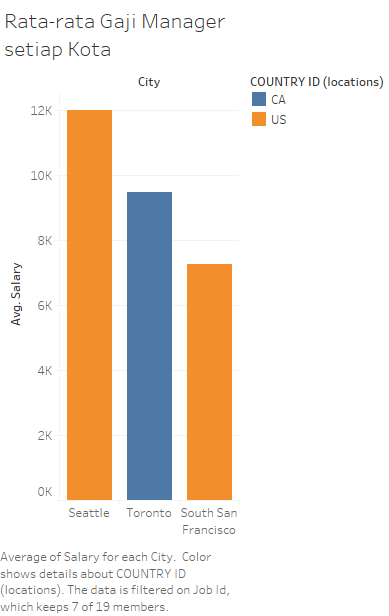 Rata-rata Gaji Manager
setiap Kota
City
COUNTRY ID (locations)
CA
US
12K
10K
8K
6K
4K
2K
0K
Avg. Salary
Seattle
Toronto
South San
Francisco
Average of Salary for each City.  Color
shows details about COUNTRY ID
(locations). The data is filtered on Job Id,
which keeps 7 of 19 members.